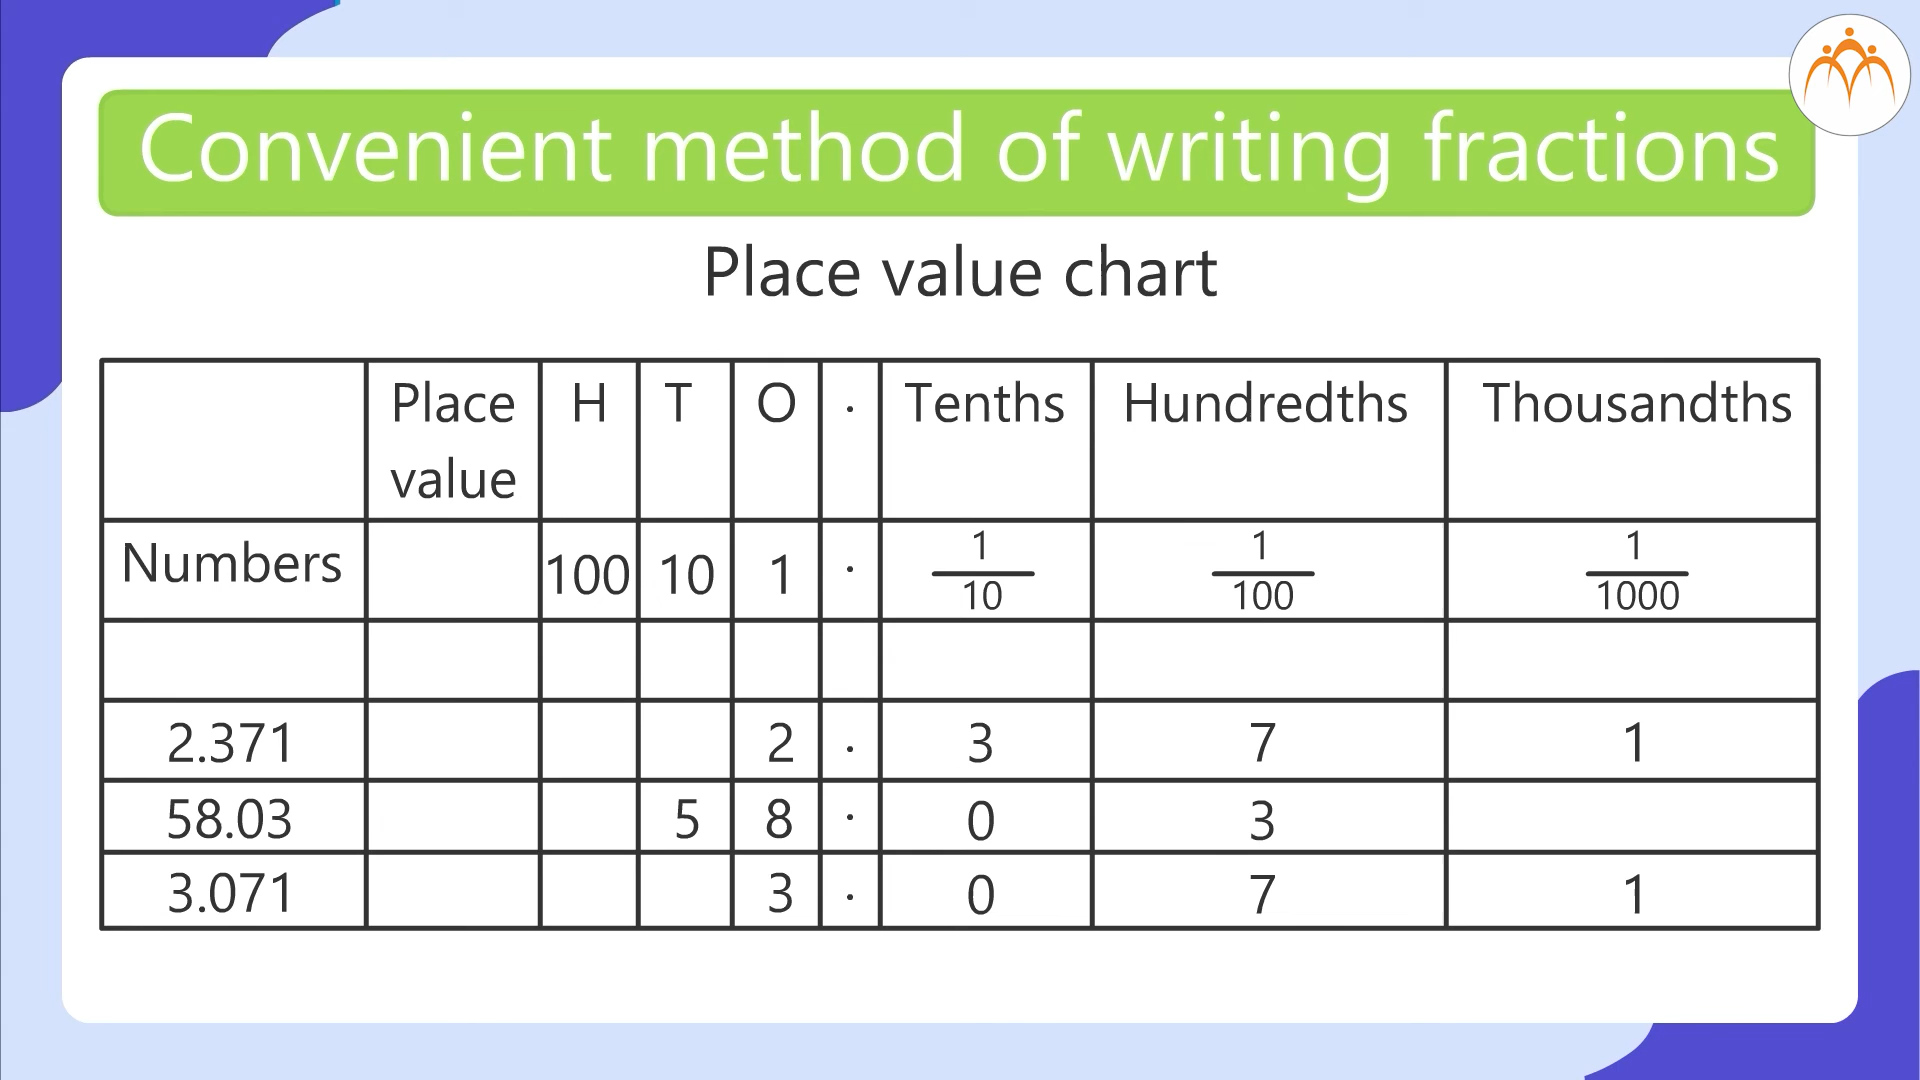 Convenient method of writing fractions
Place value chart
Place value H T O . Tenths Hundredths Thousandths
Numbers 100 10 1 . 1/10 1/100 1/1000
2.371 2 . 3 7 1
58.03 5 8 . 0 3
3.071 3 . 0 7 1